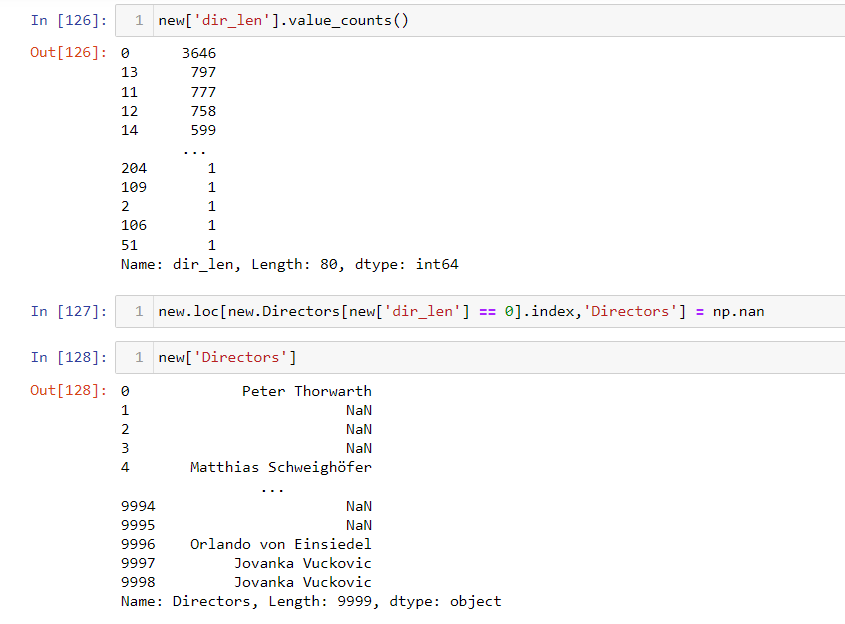 In [126]: 1 new['dir_len'].value_counts()
Out[126]: 0 3646
13 797
11 777
12 758
14 599
...
204 1
109 1
2 1
106 1
51 1
Name: dir_len, Length: 80, dtype: int64
In [127]: 1 new.loc[new.Directors[new['dir_len'] == 0].index,'Directors'] = np.nan
In [128]: 1 new['Directors']
Out[128]: 0 Peter Thorwarth
1 NaN
2 NaN
3 NaN
4 Matthias Schweighöfer
...
9994 NaN
9995 NaN
9996 Orlando von Einsiedel
9997 Jovanka Vuckovic
9998 Jovanka Vuckovic
Name: Directors, Length: 9999, dtype: object